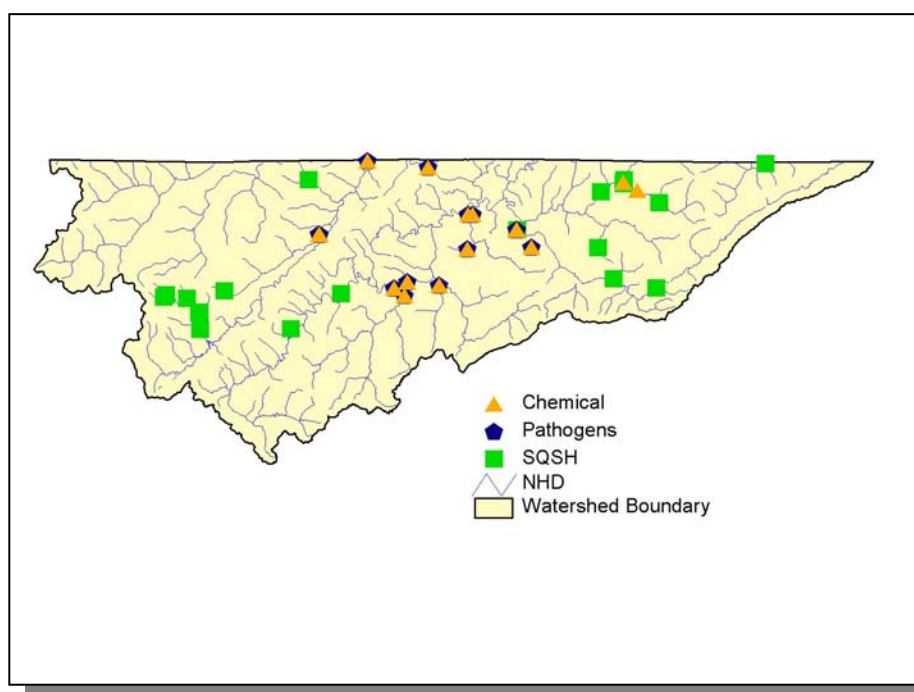 Chemical
Pathogens
SQSH
NHD
Watershed Boundary